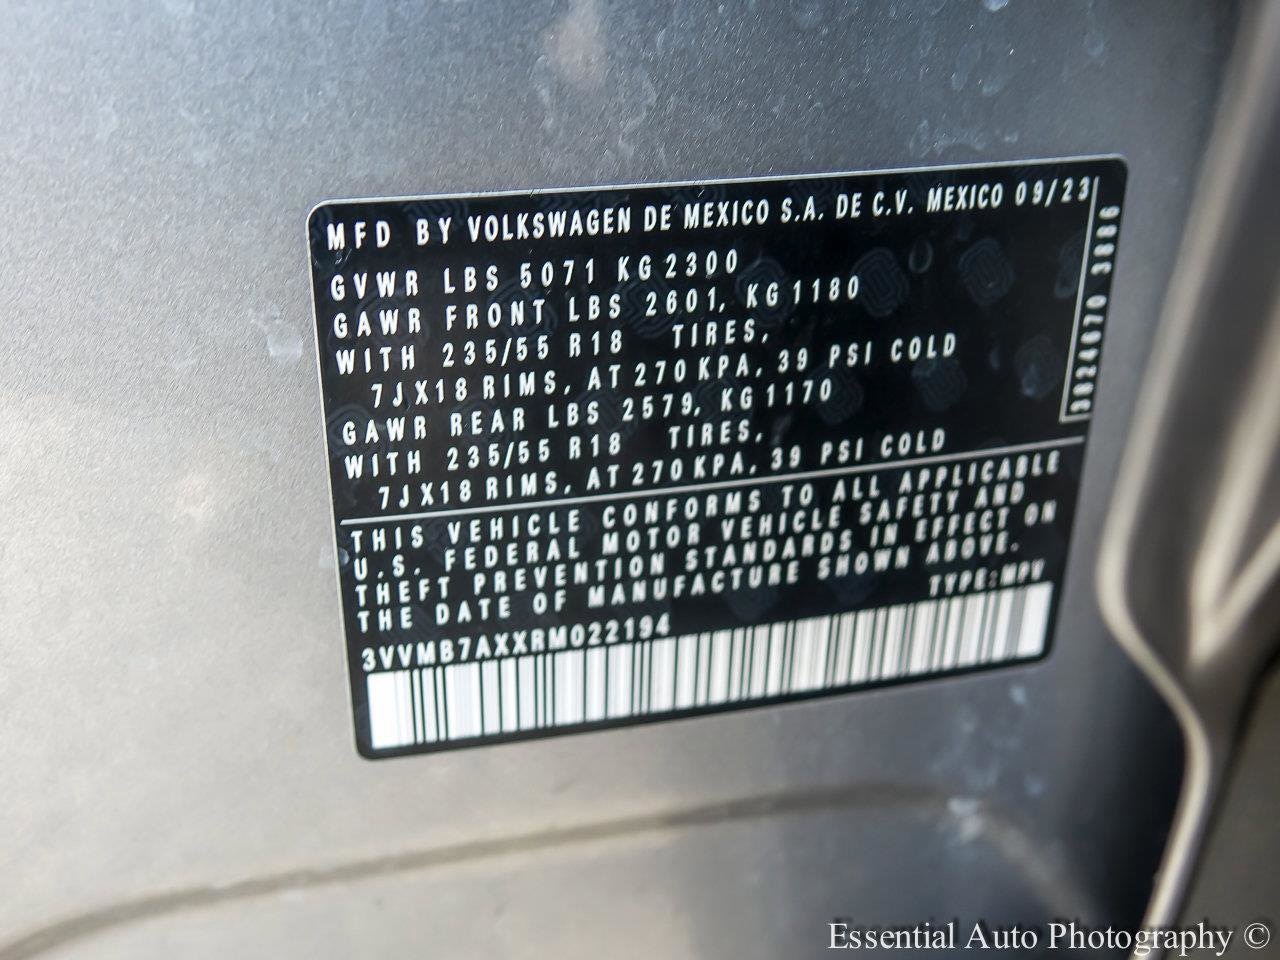 MFD BY VOLKSWAGEN DE MEXICO S.A. DE C.V. MEXICO 09/23
GVWR LBS 5071 KG 2300
GAWR FRONT LBS 2601, KG 1180
WITH 235/55 R18 TIRES,
7JX18 RIMS, AT 270 KPA, 39 PSI COLD
GAWR REAR LBS 2579, KG 1170
WITH 235/55 R18 TIRES,
7JX18 RIMS, AT 270 KPA, 39 PSI COLD
3824670 3886
THIS VEHICLE CONFORMS TO ALL APPLICABLE
U.S. FEDERAL MOTOR VEHICLE SAFETY AND
THEFT PREVENTION STANDARDS IN EFFECT ON
THE DATE OF MANUFACTURE SHOWN ABOVE.
TYPE:MPV
3VVMB7AXXRM022194
Essential Auto Photography ©